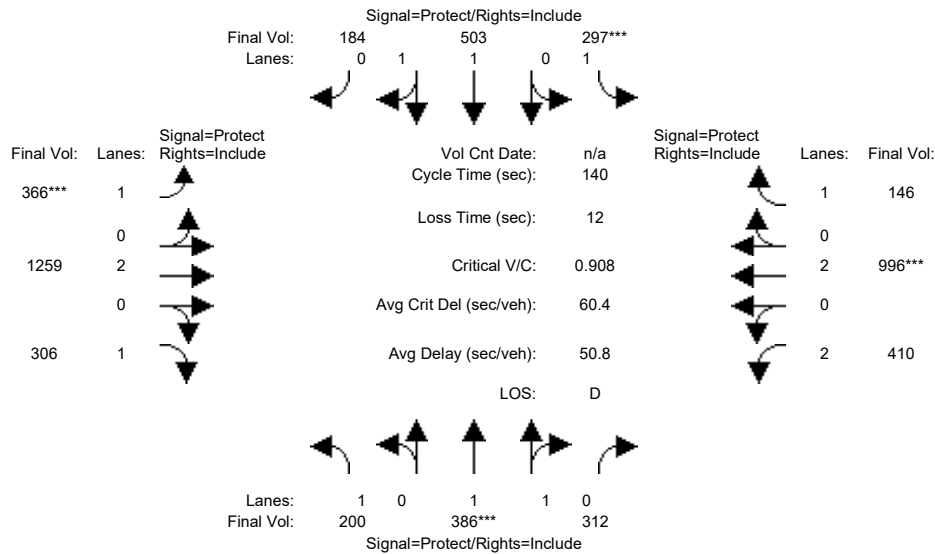 Signal=Protect/Rights=Include
Final Vol: 184 503 297***
Lanes: 0 1 1 0 1
Signal=Protect Signal=Protect
Final Vol: Lanes: Rights=Include Vol Cnt Date: n/a Rights=Include Lanes: Final Vol:
Cycle Time (sec): 140
366*** 1 1 146
Loss Time (sec): 12
0 0
1259 2 Critical V/C: 0.908 2 996***
0 Avg Crit Del (sec/veh): 60.4 0
306 1 Avg Delay (sec/veh): 50.8 2 410
LOS: D
Lanes: 1 0 1 1 0
Final Vol: 200 386*** 312
Signal=Protect/Rights=Include